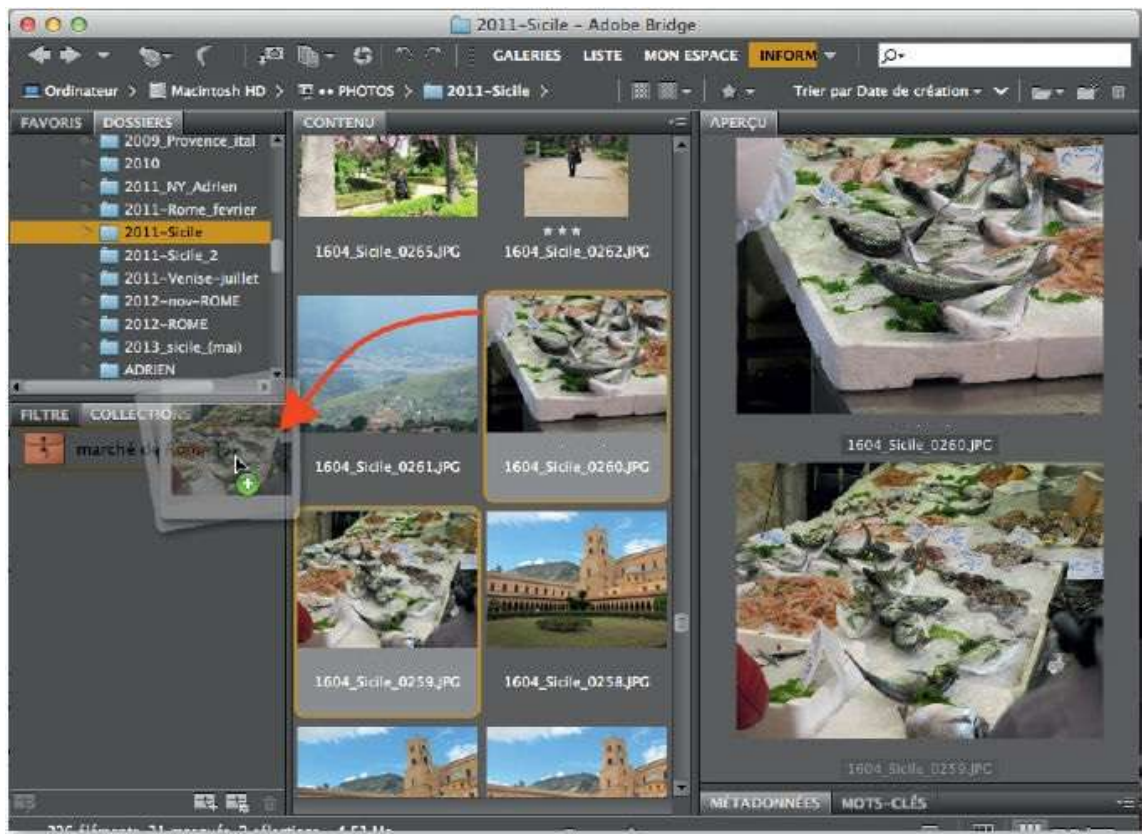 2011-Sicile - Adobe Bridge
GALERIES LISTE MON ESPACE INFORM
Ordinateur > Macintosh HD > •• PHOTOS > 2011-Sicile >
Trier par Date de création
FAVORIS DOSSIERS
2009_Provence_ital
2010
2011_NY_Adrien
2011-Rome_fevrier
2011-Sicile
2011-Sicile_2
2011-Venise-juillet
2012-nov-ROME
2012-ROME
2013_sicile_(mai)
ADRIEN
FILTRE COLLECTIONS
marché de Rome
CONTENU
1604_Sicile_0265.JPG 1604_Sicile_0262.JPG
1604_Sicile_0261.JPG 1604_Sicile_0260.JPG
1604_Sicile_0259.JPG 1604_Sicile_0258.JPG
APERÇU
1604_Sicile_0260.JPG
1604_Sicile_0259.JPG
MÉTADONNÉES MOTS-CLÉS